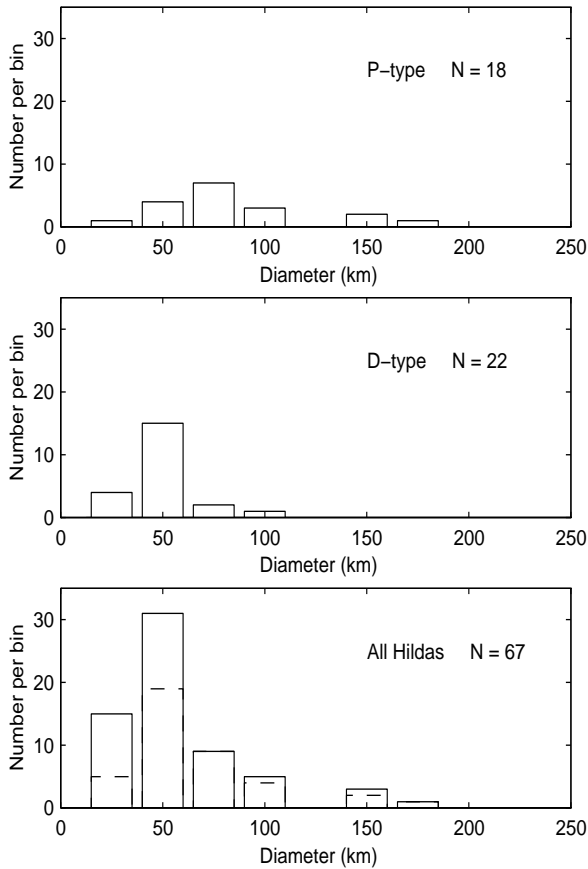 Number per bin
30
20
10
0
P−type N = 18
0 50 100 150 200 250
Diameter (km)
Number per bin
30
20
10
0
D−type N = 22
0 50 100 150 200 250
Diameter (km)
Number per bin
30
20
10
0
All Hildas N = 67
0 50 100 150 200 250
Diameter (km)